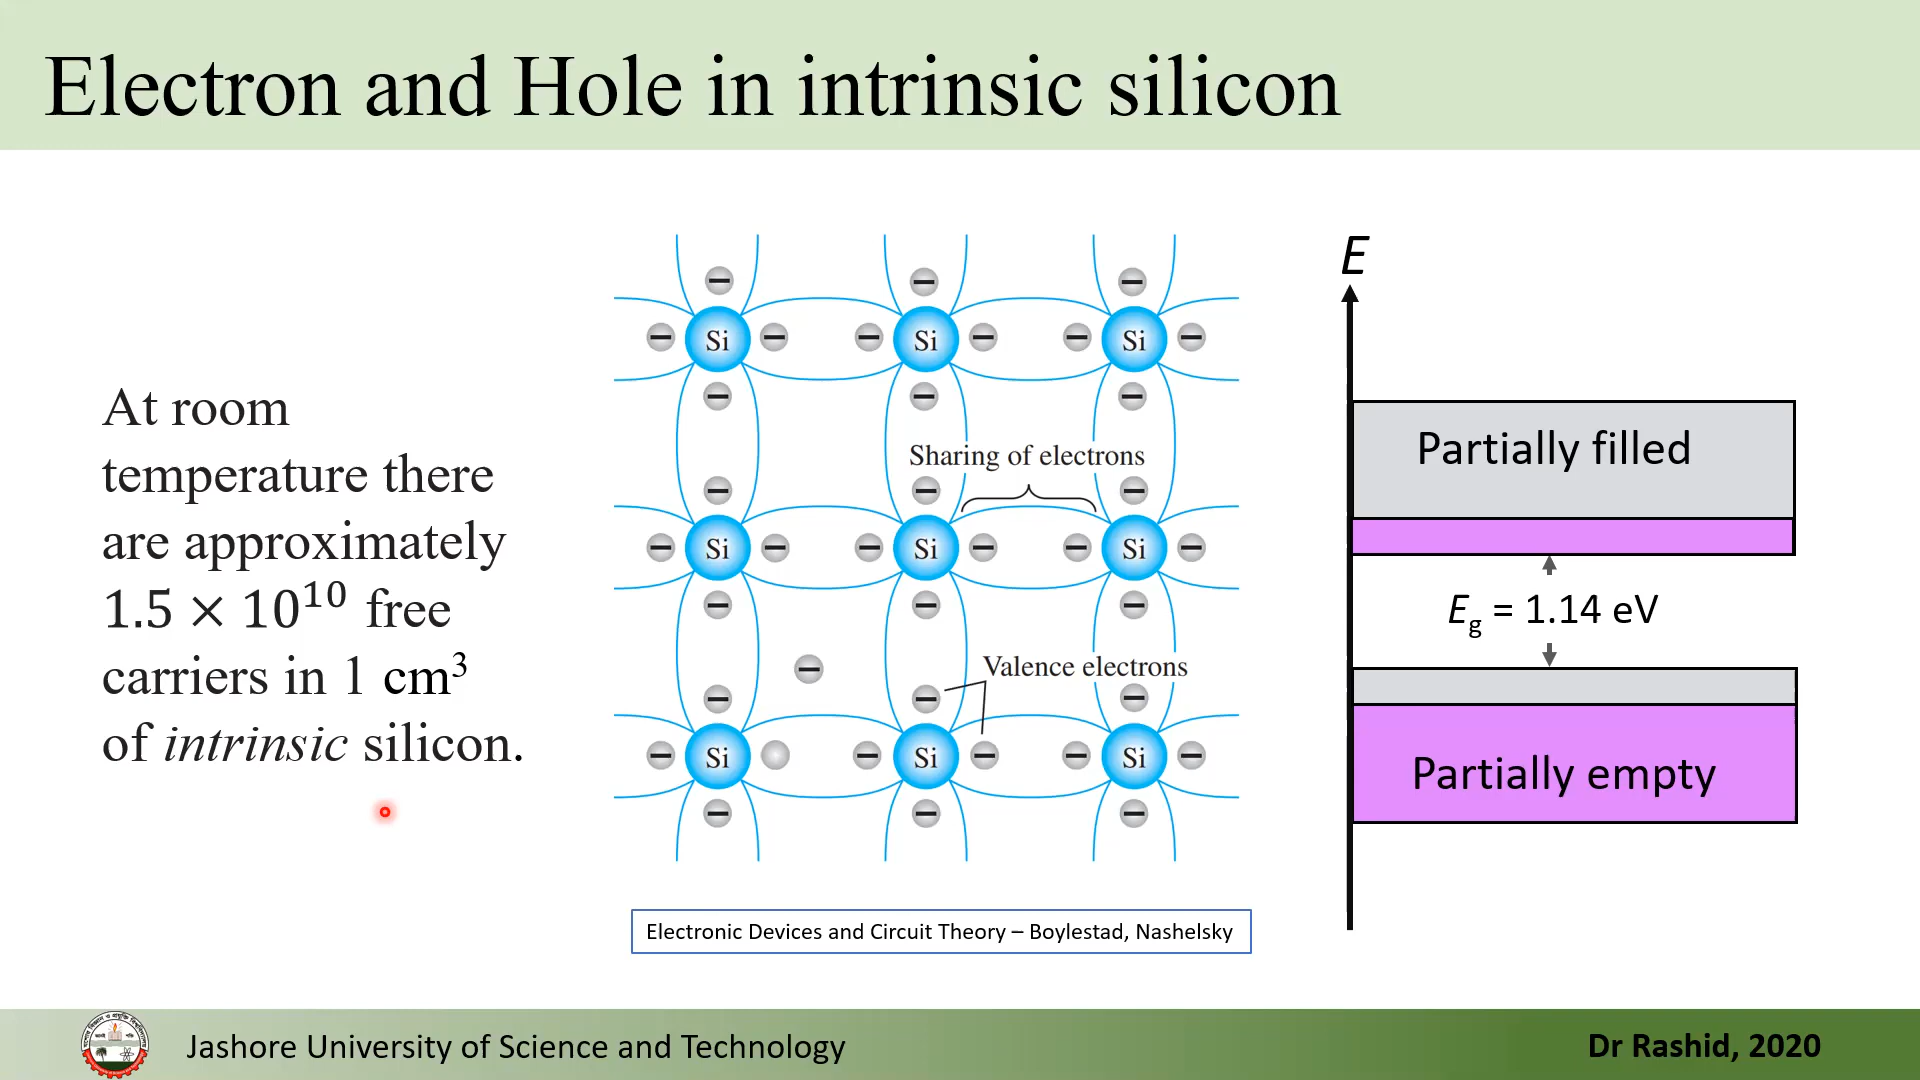 Electron and Hole in intrinsic silicon
At room
temperature there
are approximately
1.5 × 10¹⁰ free
carriers in 1 cm³
of intrinsic silicon.
Si Si Si
Sharing of electrons
Si Si Si
Valence electrons
Si Si Si
Electronic Devices and Circuit Theory – Boylestad, Nashelsky
E
Partially filled
Eg = 1.14 eV
Partially empty
Jashore University of Science and Technology
Dr Rashid, 2020